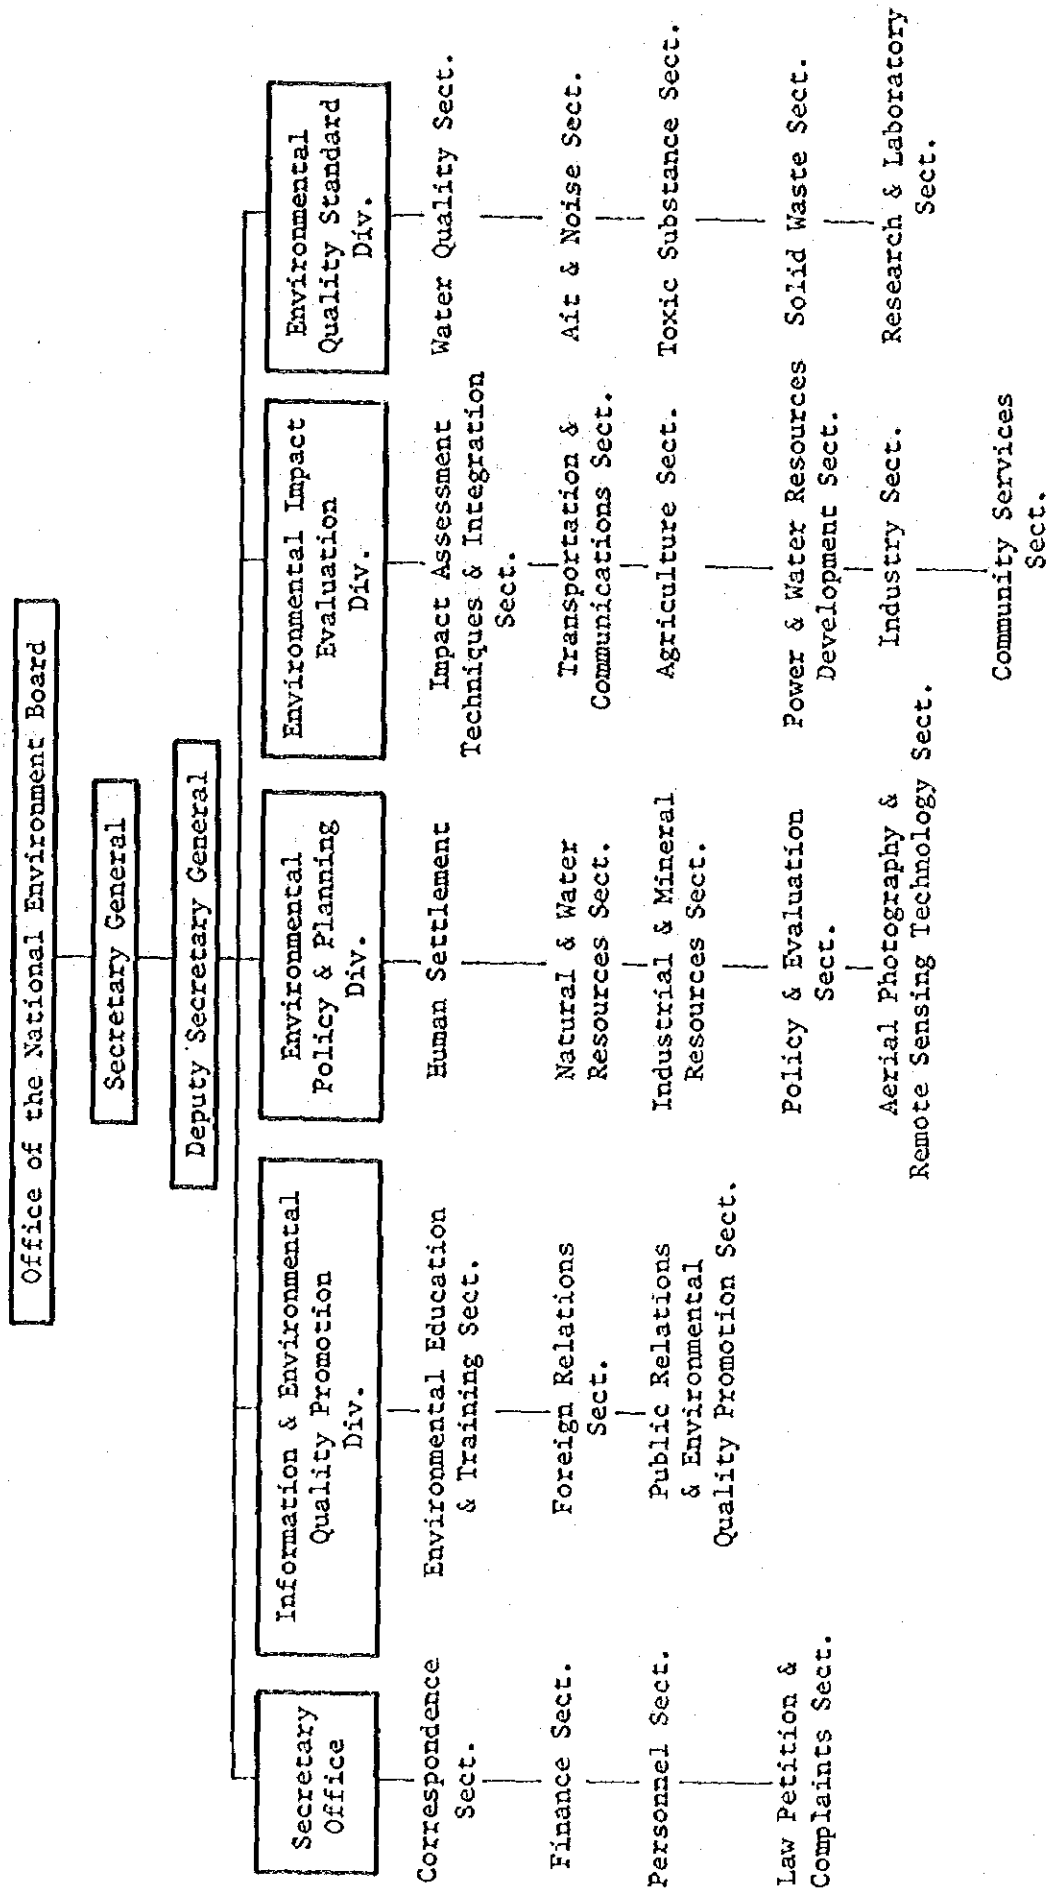 Office of the National Environment Board
Secretary General
Deputy Secretary General
Secretary
Office
Correspondence
Sect.
Finance Sect.
Personnel Sect.
Law Petition &
Complaints Sect.
Information & Environmental
Quality Promotion
Div.
Environmental Education
& Training Sect.
Foreign Relations
Sect.
Public Relations
& Environmental
Quality Promotion Sect.
Environmental
Policy & Planning
Div.
Human Settlement
Natural & Water
Resources Sect.
Industrial & Mineral
Resources Sect.
Policy & Evaluation
Sect.
Aerial Photography &
Remote Sensing Technology Sect.
Environmental Impact
Evaluation
Div.
Impact Assessment
Techniques & Integration
Sect.
Transportation &
Communications Sect.
Agriculture Sect.
Power & Water Resources
Development Sect.
Industry Sect.
Community Services
Sect.
Environmental
Quality Standard
Div.
Water Quality Sect.
Ait & Noise Sect.
Toxic Substance Sect.
Solid Waste Sect.
Research & Laboratory
Sect.